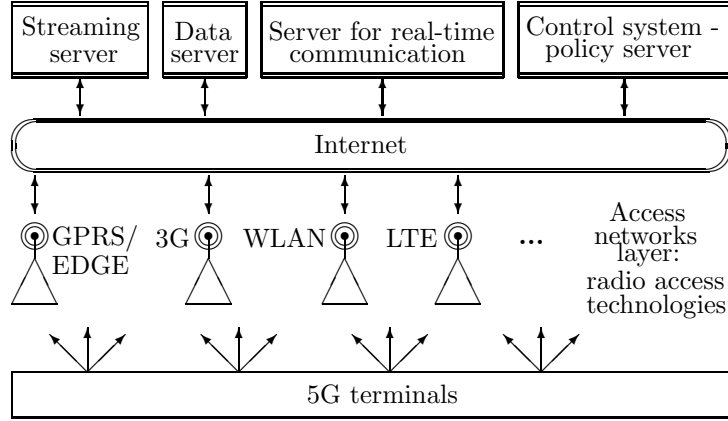 Streaming
server
Data
server
Server for real-time
communication
Control system -
policy server
Internet
GPRS/
EDGE
3G
WLAN
LTE
...
Access
networks
layer:
radio access
technologies
5G terminals